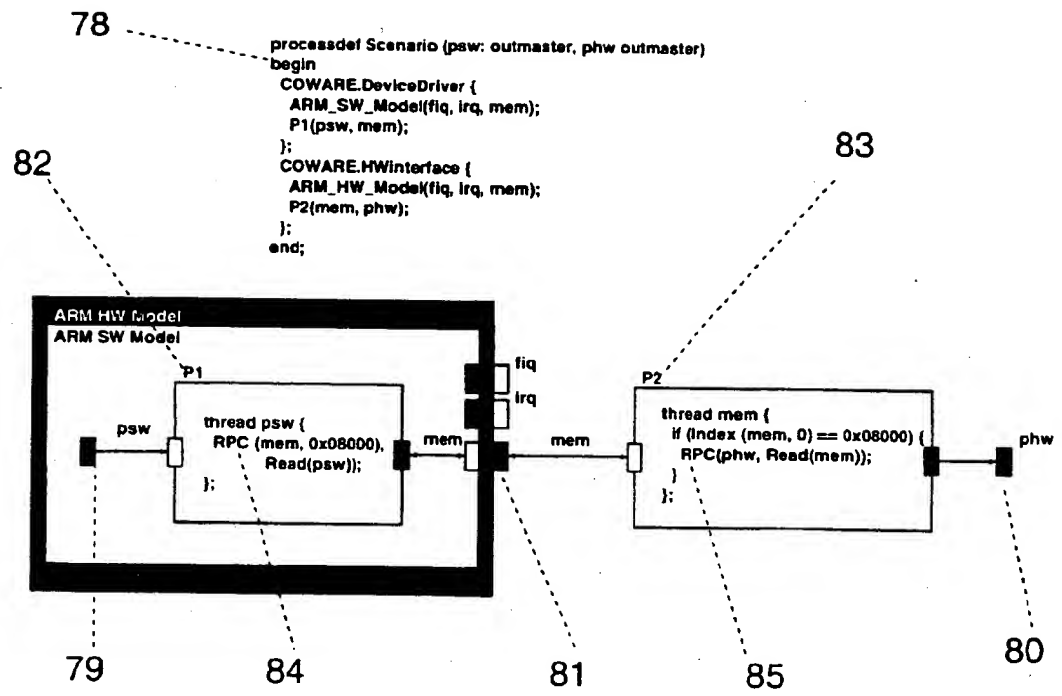 78
processdef Scenario (psw: outmaster, phw outmaster)
begin
COWARE.DeviceDriver {
ARM_SW_Model(fiq, irq, mem);
P1(psw, mem);
};
COWARE.HWinterface {
ARM_HW_Model(fiq, irq, mem);
P2(mem, phw);
};
end;
82
83
ARM HW Model
ARM SW Model
P1
fiq
irq
P2
psw
thread psw {
RPC (mem, 0x08000),
Read(psw));
};
mem
mem
thread mem {
if (Index (mem, 0) == 0x08000) {
RPC(phw, Read(mem));
}
};
phw
79
84
81
85
80